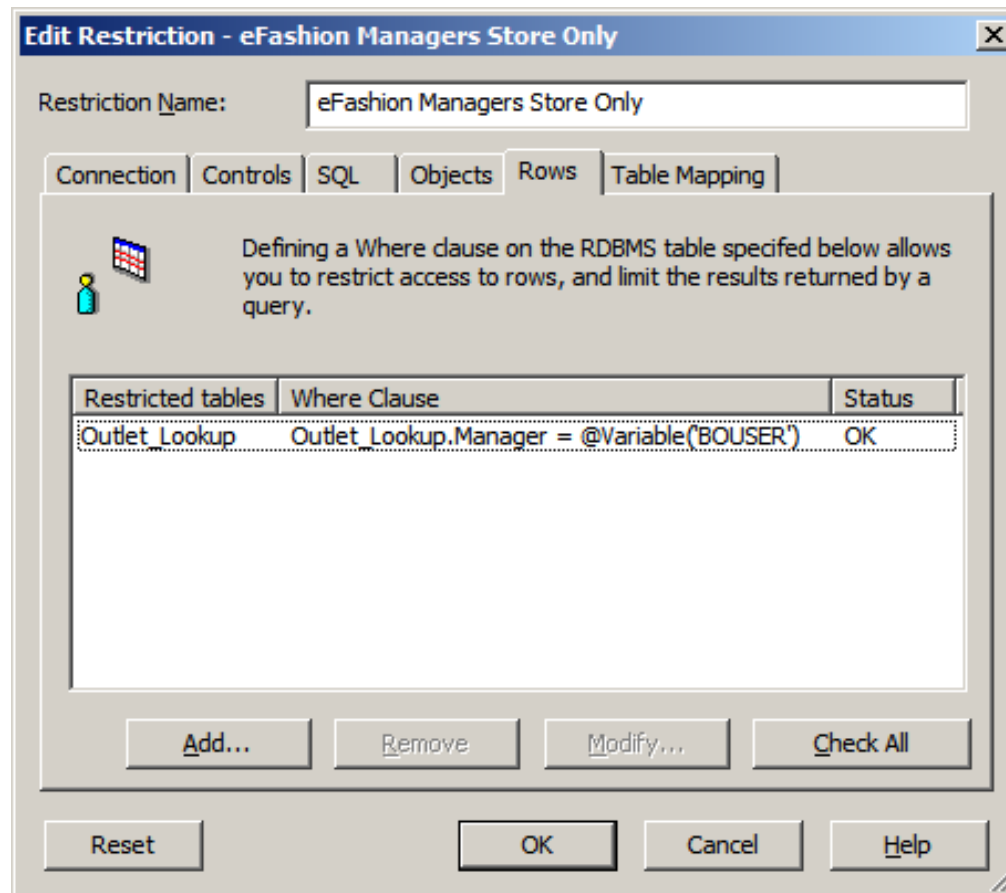 Edit Restriction - eFashion Managers Store Only
Restriction Name: eFashion Managers Store Only
Connection Controls SQL Objects Rows Table Mapping
Defining a Where clause on the RDBMS table specifed below allows
you to restrict access to rows, and limit the results returned by a
query.
Restricted tables Where Clause Status
Outlet_Lookup Outlet_Lookup.Manager = @Variable('BOUSER') OK
Add... Remove Modify... Check All
Reset OK Cancel Help